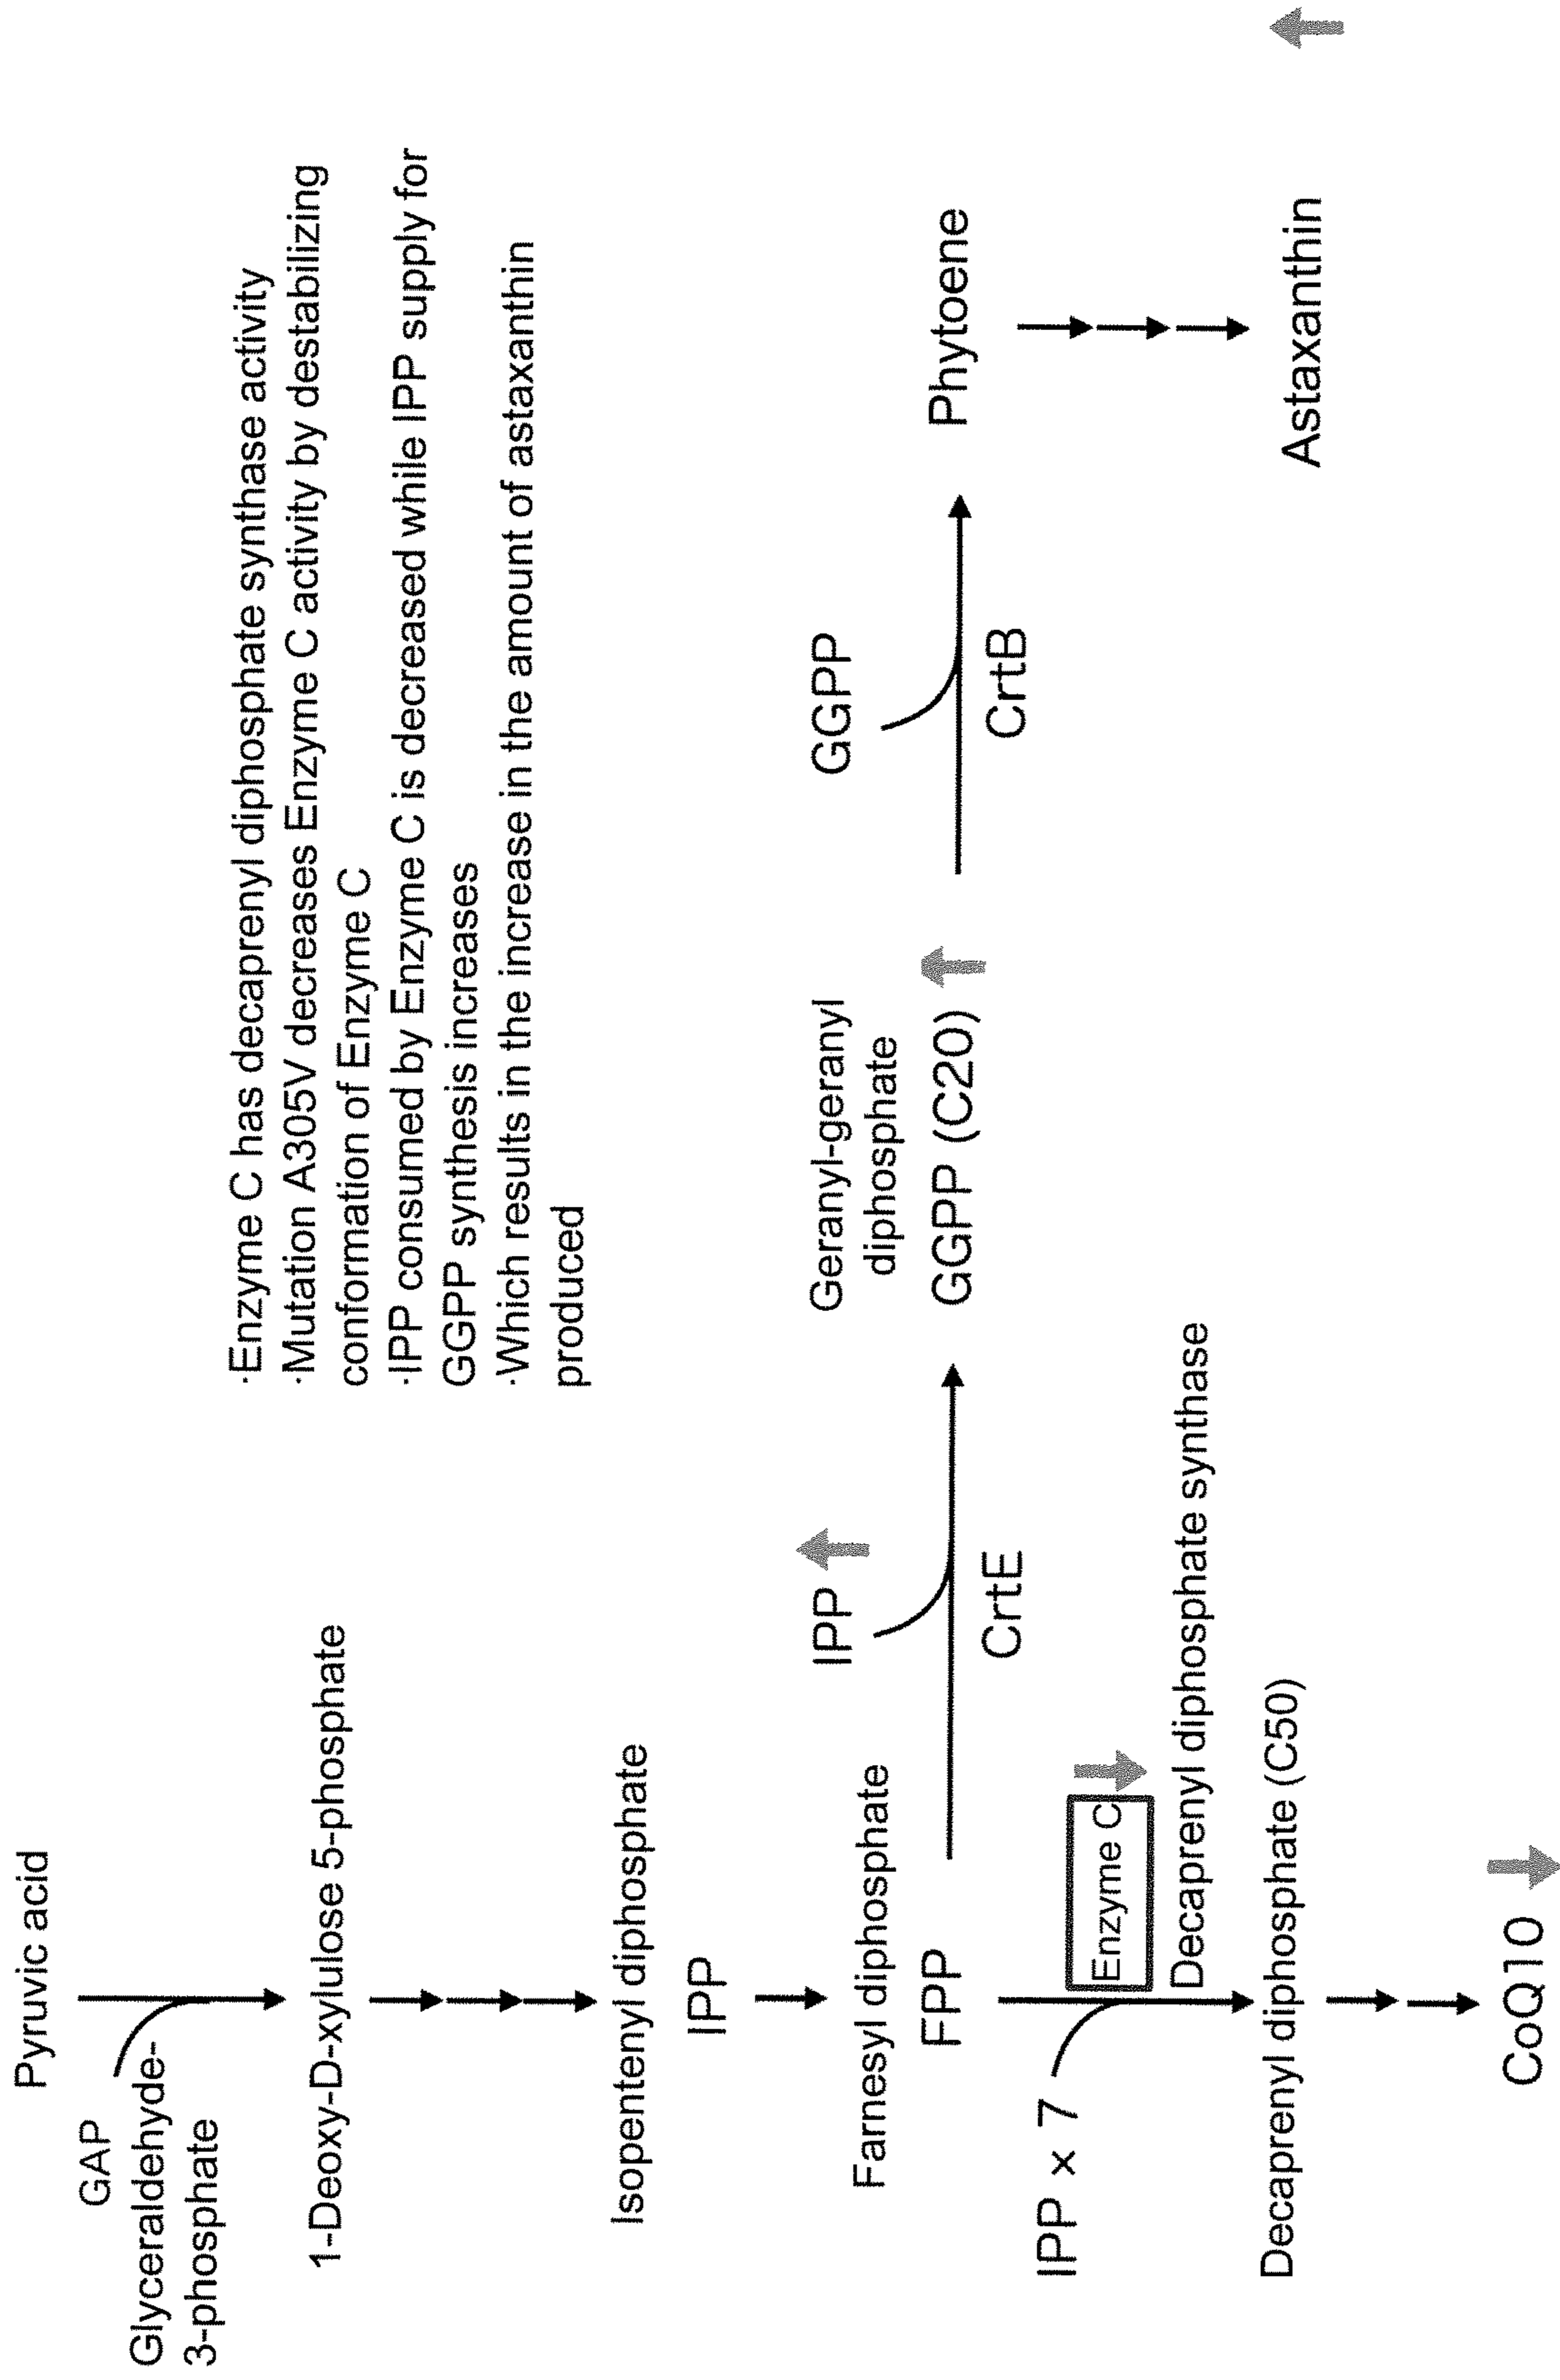 Pyruvic acid
GAP
Glyceraldehyde-
3-phosphate
1-Deoxy-D-xylulose 5-phosphate
Isopentenyl diphosphate
IPP
·Enzyme C has decaprenyl diphosphate synthase activity
·Mutation A305V decreases Enzyme C activity by destabilizing
conformation of Enzyme C
·IPP consumed by Enzyme C is decreased while IPP supply for
GGPP synthesis increases
·Which results in the increase in the amount of astaxanthin
produced
Farnesyl diphosphate
FPP
IPP
CrtE
Geranyl-geranyl
diphosphate
GGPP (C20)
GGPP
CrtB
Phytoene
Astaxanthin
IPP × 7
Enzyme C
Decaprenyl diphosphate synthase
Decaprenyl diphosphate (C50)
CoQ10